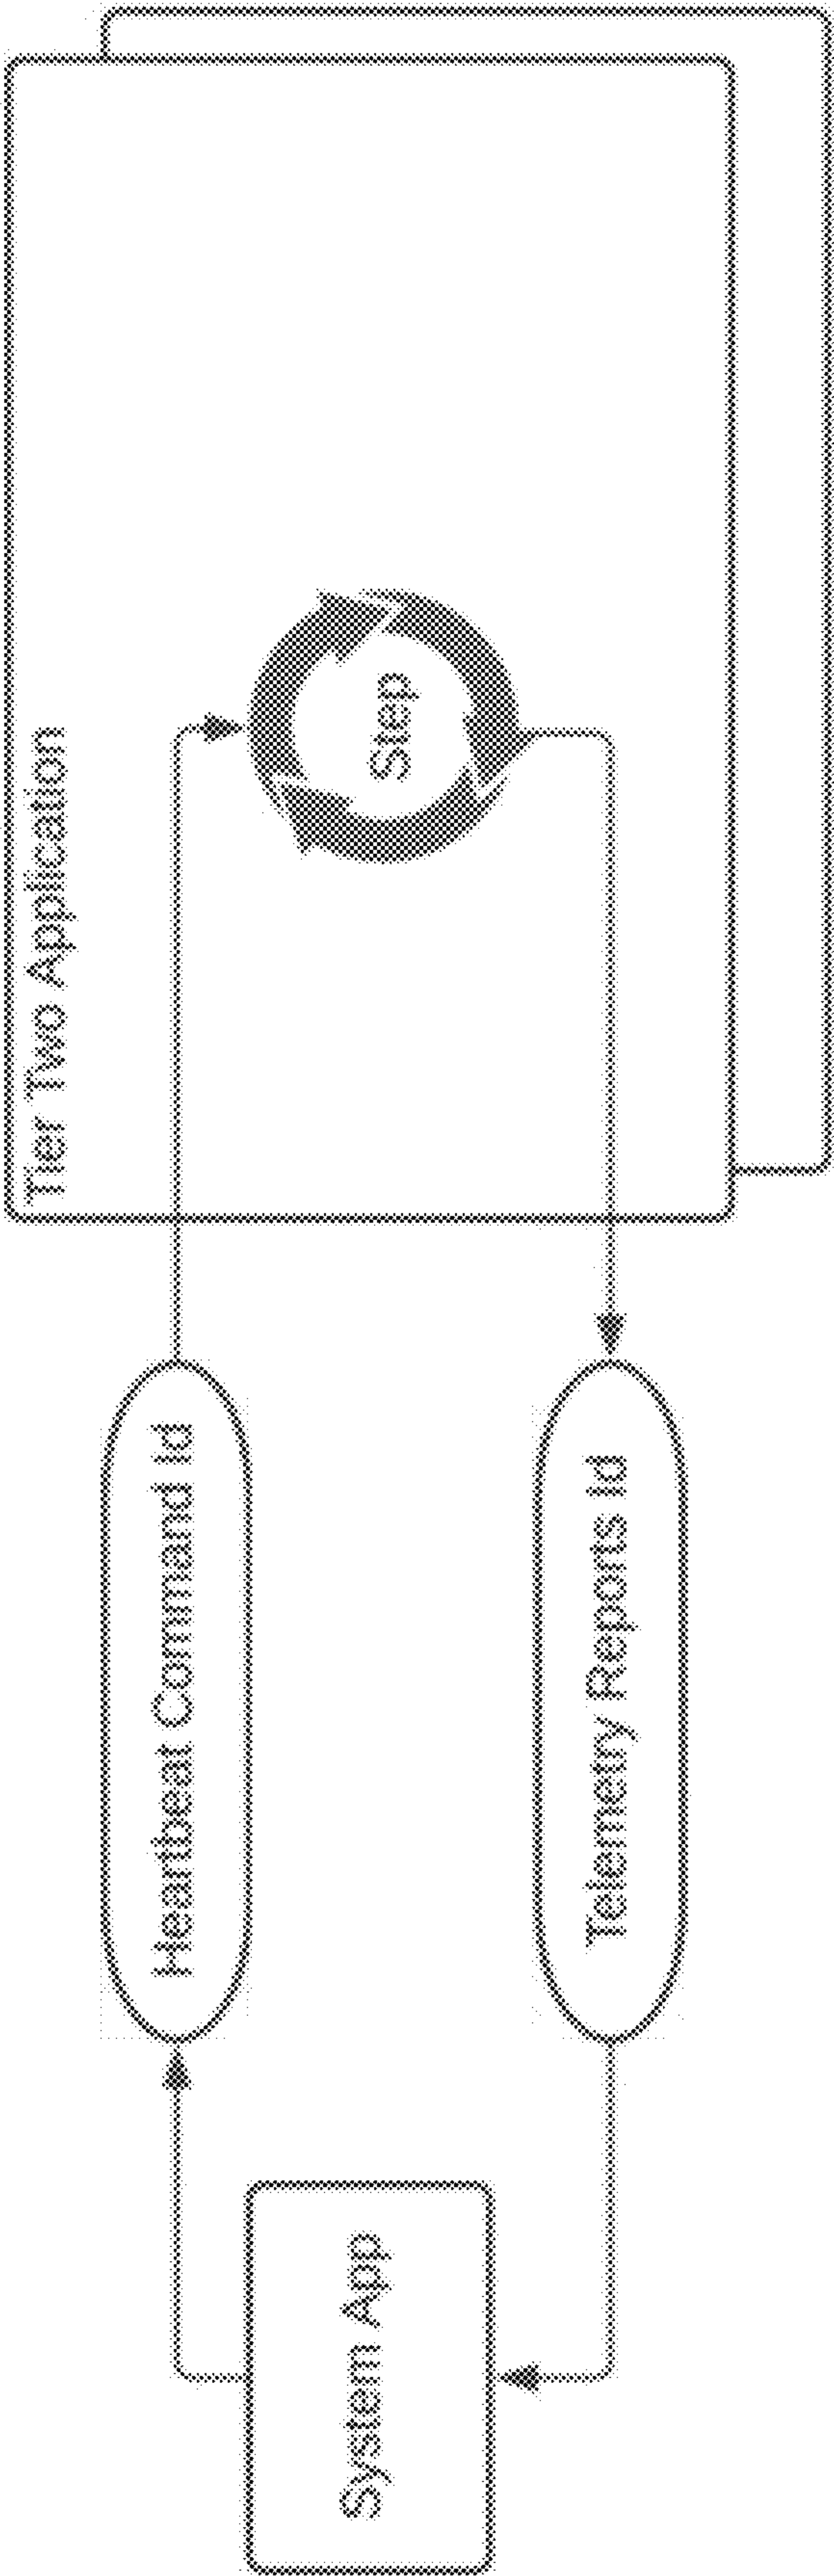 Tier Two Application
Step
Heartbeat Command Id
Telemetry Reports Id
System App